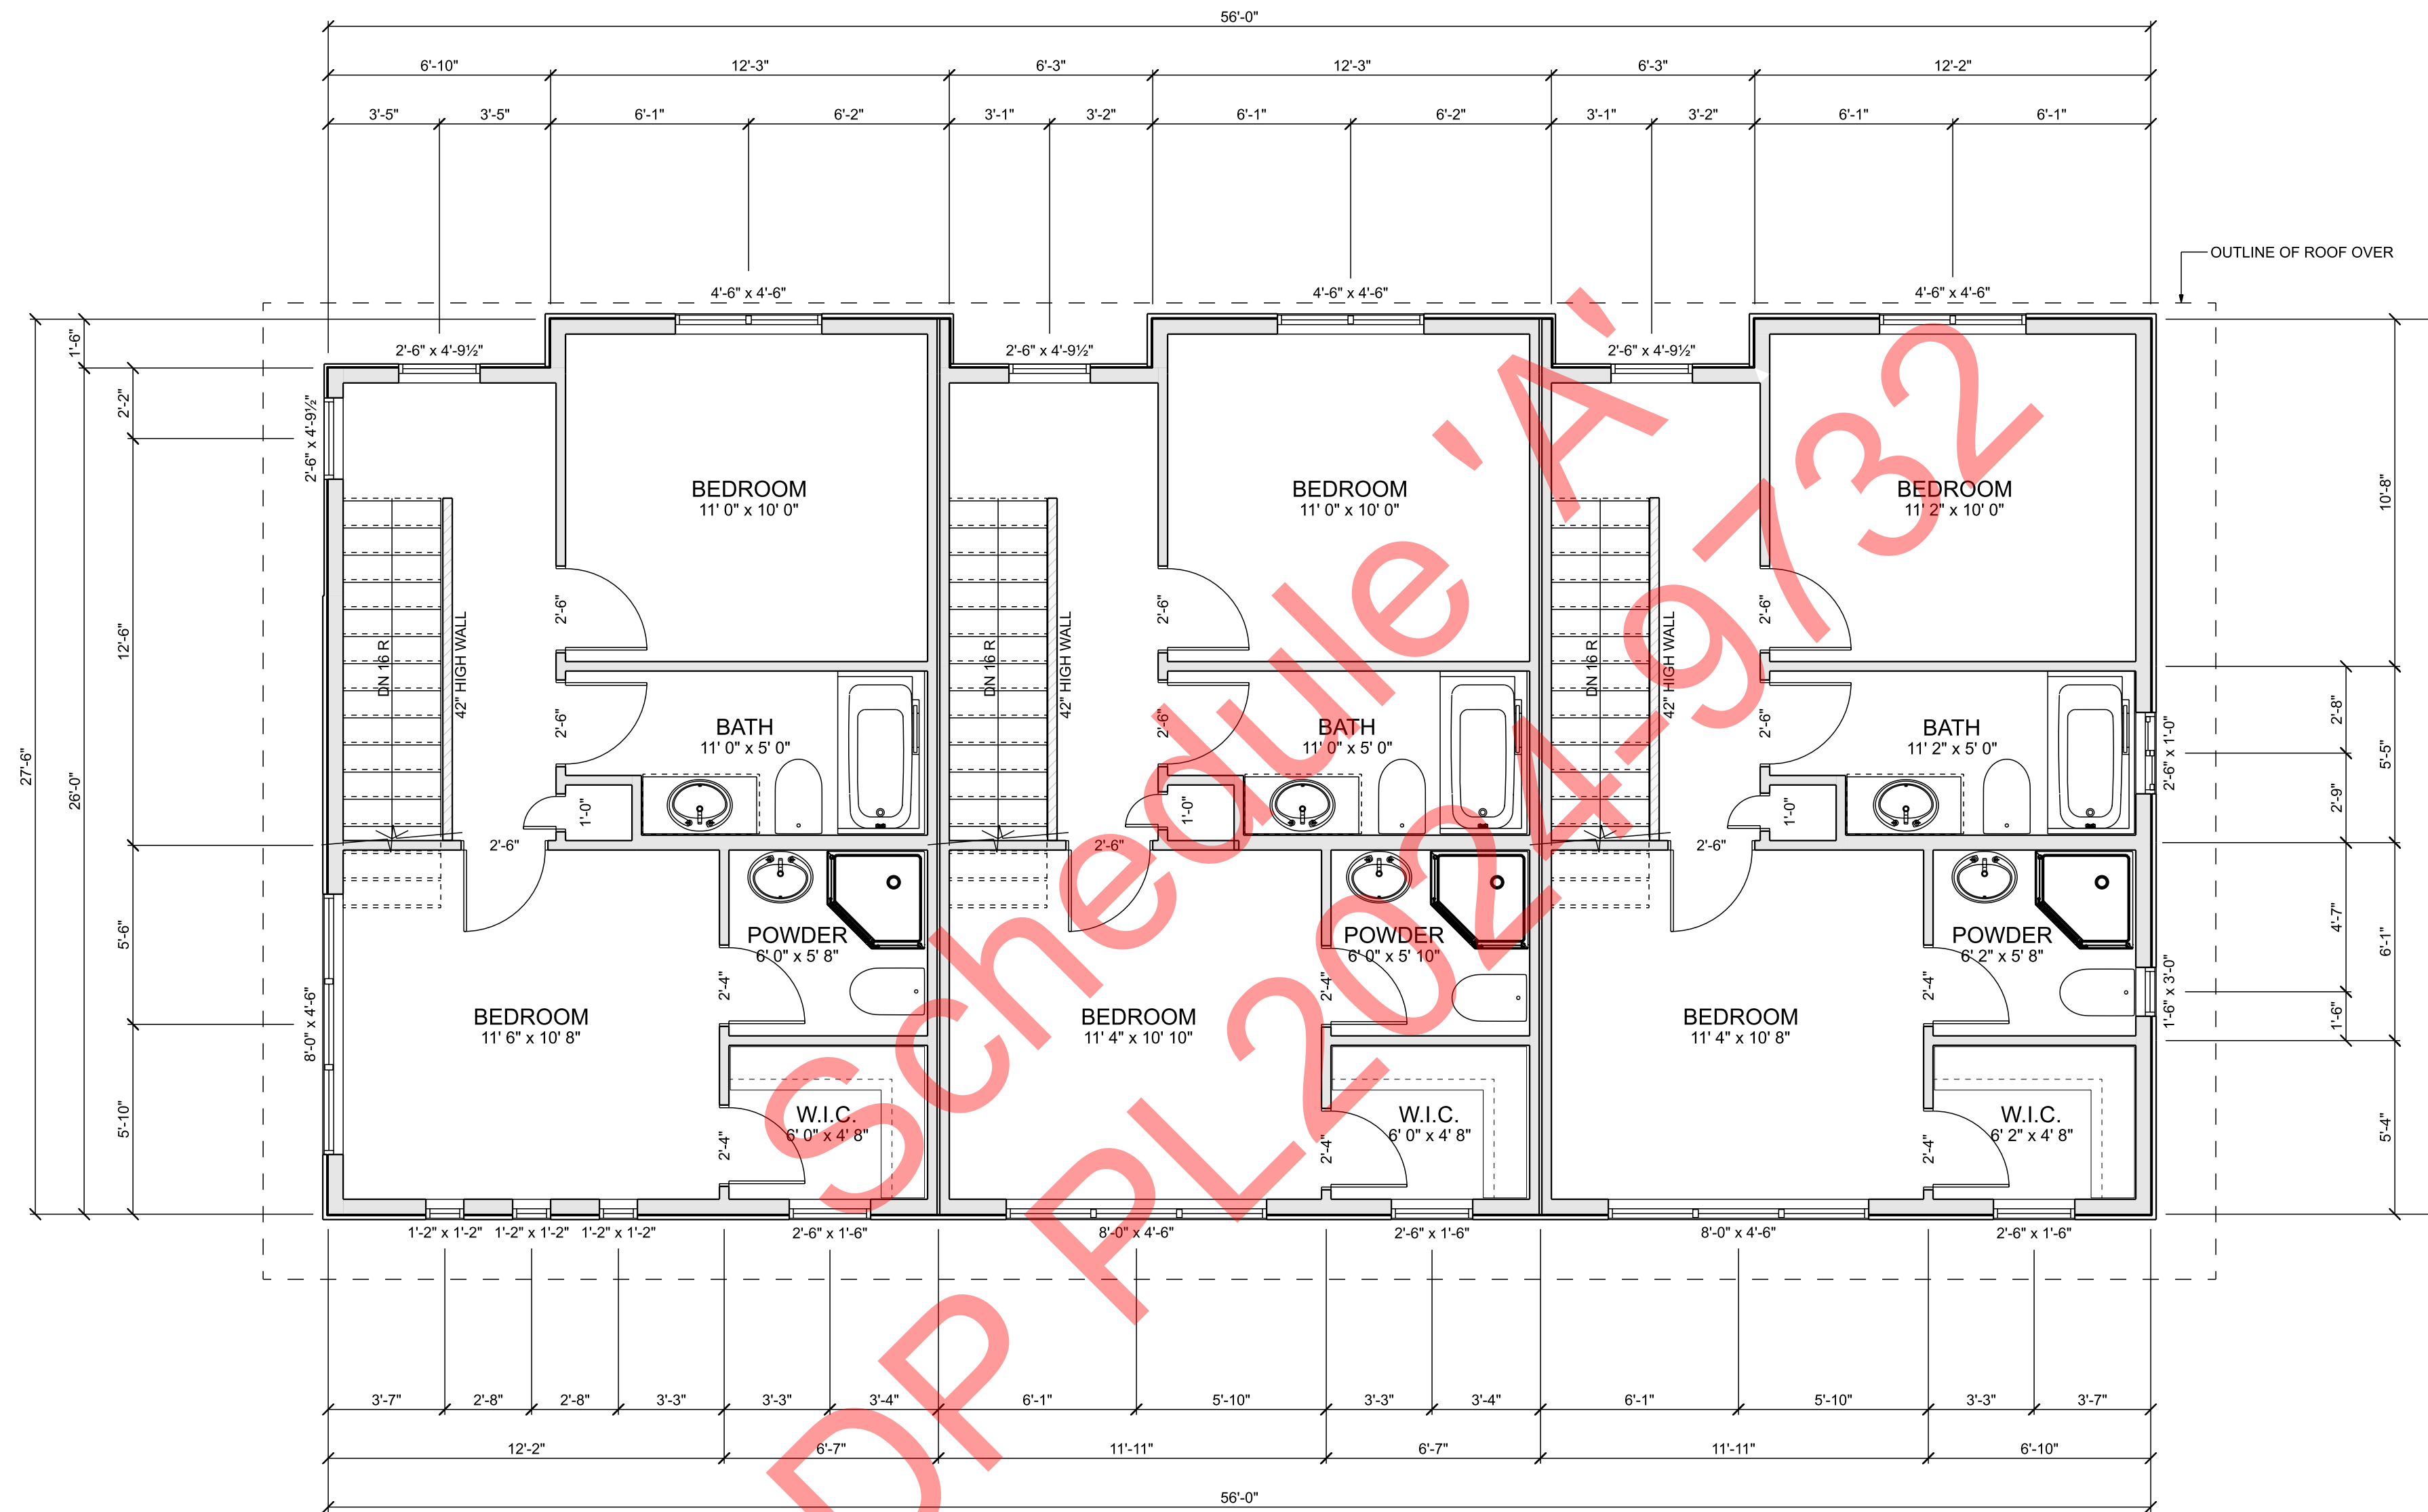 56'-0"
6'-10" 12'-3" 6'-3" 12'-3" 6'-3" 12'-2"
3'-5" 3'-5" 6'-1" 6'-2" 3'-1" 3'-2" 6'-1" 6'-2" 3'-1" 3'-2" 6'-1" 6'-1"
OUTLINE OF ROOF OVER
4'-6" x 4'-6" 4'-6" x 4'-6" 4'-6" x 4'-6"
2'-6" x 4'-9½" 2'-6" x 4'-9½" 2'-6" x 4'-9½"
27'-6"
1'-6"
26'-0"
2'-2"
12'-6"
5'-6"
5'-10"
2'-6" x 4'-9½"
8'-0" x 4'-6"
BEDROOM
11' 0" x 10' 0"
DN 16 R
42" HIGH WALL
2'-6"
2'-6"
BATH
11' 0" x 5' 0"
1'-0"
2'-6"
POWDER
6' 0" x 5' 8"
2'-4"
BEDROOM
11' 6" x 10' 8"
W.I.C.
6' 0" x 4' 8"
2'-4"
BEDROOM
11' 0" x 10' 0"
DN 16 R
42" HIGH WALL
2'-6"
2'-6"
BATH
11' 0" x 5' 0"
1'-0"
2'-6"
POWDER
6' 0" x 5' 10"
2'-4"
BEDROOM
11' 4" x 10' 10"
W.I.C.
6' 0" x 4' 8"
2'-4"
BEDROOM
11' 2" x 10' 0"
DN 16 R
42" HIGH WALL
2'-6"
2'-6"
BATH
11' 2" x 5' 0"
1'-0"
2'-6"
POWDER
6' 2" x 5' 8"
2'-4"
BEDROOM
11' 4" x 10' 8"
W.I.C.
6' 2" x 4' 8"
2'-4"
2'-6" x 1'-0"
1'-6" x 3'-0"
2'-8"
2'-9"
4'-7"
1'-6"
10'-8"
5'-5"
6'-1"
5'-4"
1'-2" x 1'-2" 1'-2" x 1'-2" 1'-2" x 1'-2" 2'-6" x 1'-6" 8'-0" x 4'-6" 2'-6" x 1'-6" 8'-0" x 4'-6" 2'-6" x 1'-6"
3'-7" 2'-8" 2'-8" 3'-3" 3'-3" 3'-4" 6'-1" 5'-10" 3'-3" 3'-4" 6'-1" 5'-10" 3'-3" 3'-7"
12'-2" 6'-7" 11'-11" 6'-7" 11'-11" 6'-10"
56'-0"
Schedule 'A'
DP PL2024-9732